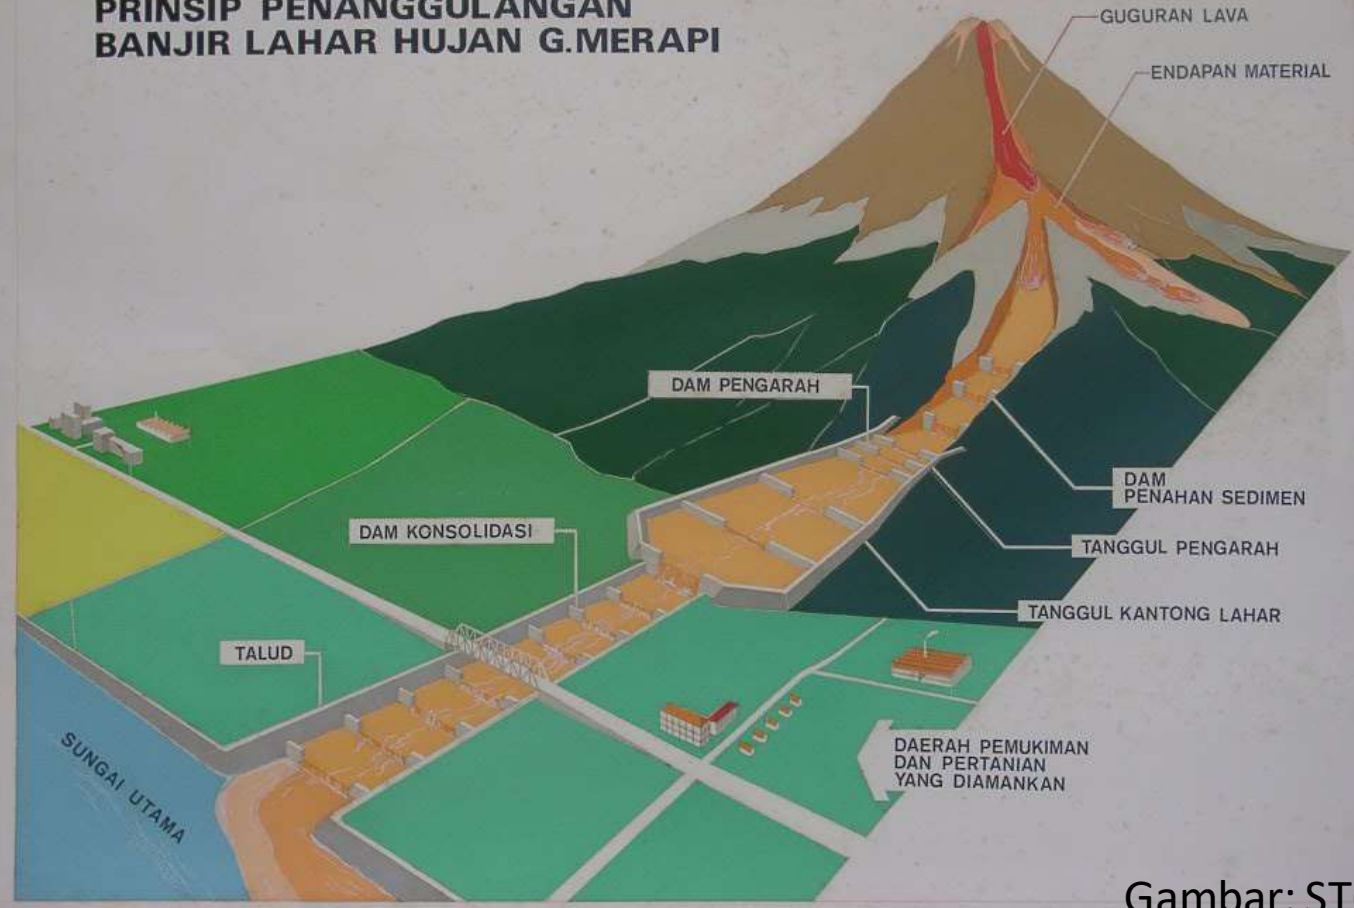 PRINSIP PENANGGULANGAN
BANJIR LAHAR HUJAN G.MERAPI
GUGURAN LAVA
ENDAPAN MATERIAL
DAM PENGARAH
DAM
PENAHAN SEDIMEN
DAM KONSOLIDASI
TANGGUL PENGARAH
TANGGUL KANTONG LAHAR
TALUD
SUNGAI UTAMA
DAERAH PEMUKIMAN
DAN PERTANIAN
YANG DIAMANKAN
Gambar: ST